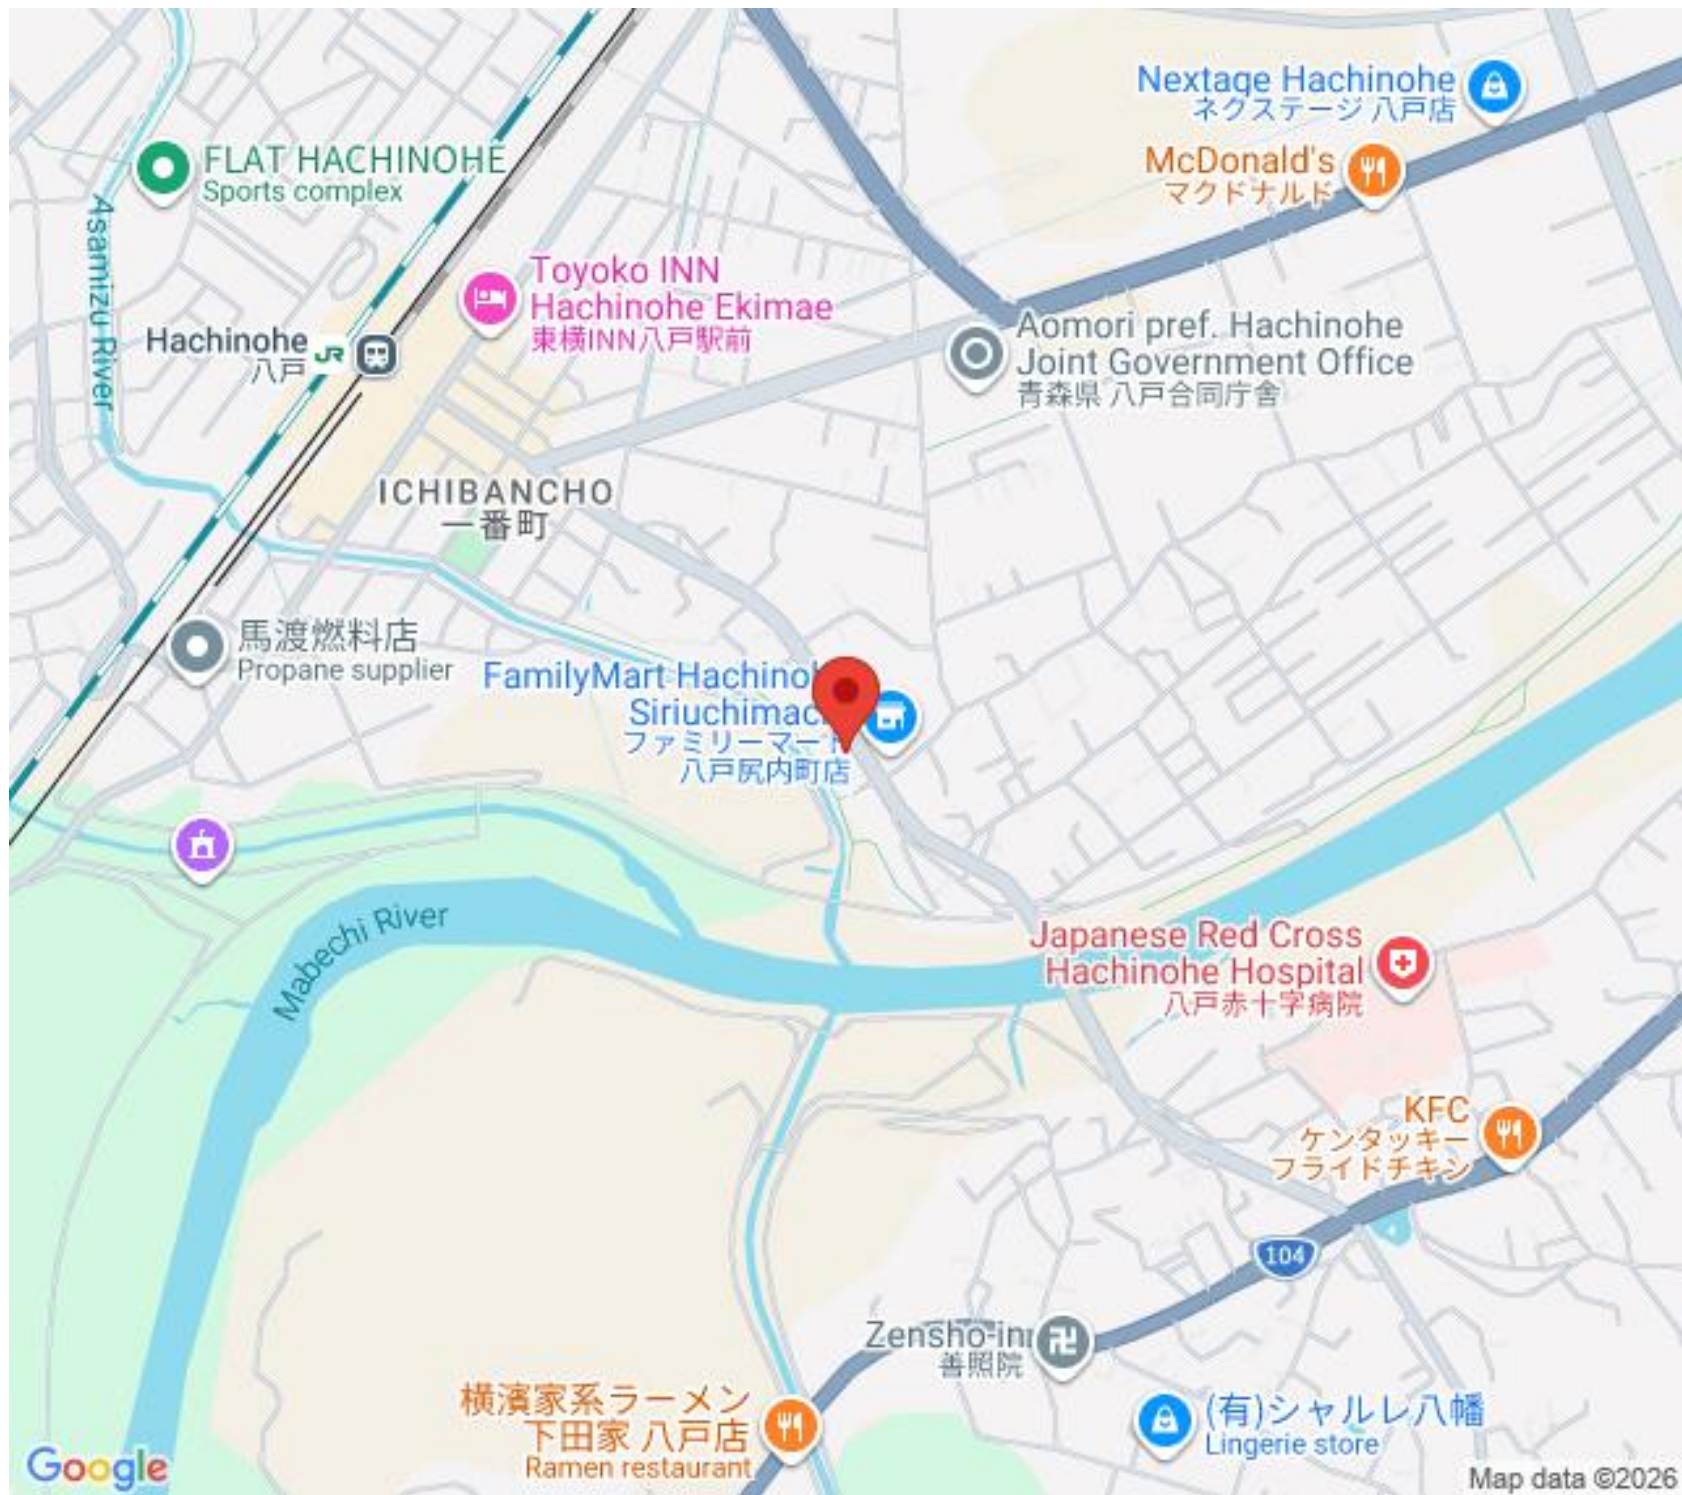 Nextage Hachinohe
ネクステージ 八戸店
McDonald's
マクドナルド
FLAT HACHINOHE
Sports complex
Asamizu River
Toyoko INN
Hachinohe Ekimae
東横INN八戸駅前
Hachinohe
八戸
JR
Aomori pref. Hachinohe
Joint Government Office
青森県 八戸合同庁舎
ICHIBANCHO
一番町
馬渡燃料店
Propane supplier
FamilyMart Hachinoh
Siriuchimac
ファミリーマート
八戸尻内町店
Mabechi River
Japanese Red Cross
Hachinohe Hospital
八戸赤十字病院
KFC
ケンタッキー
フライドチキン
104
Zensho-in
善照院
横濱家系ラーメン
下田家 八戸店
Ramen restaurant
(有)シャルレ八幡
Lingerie store
Google
Map data ©2026